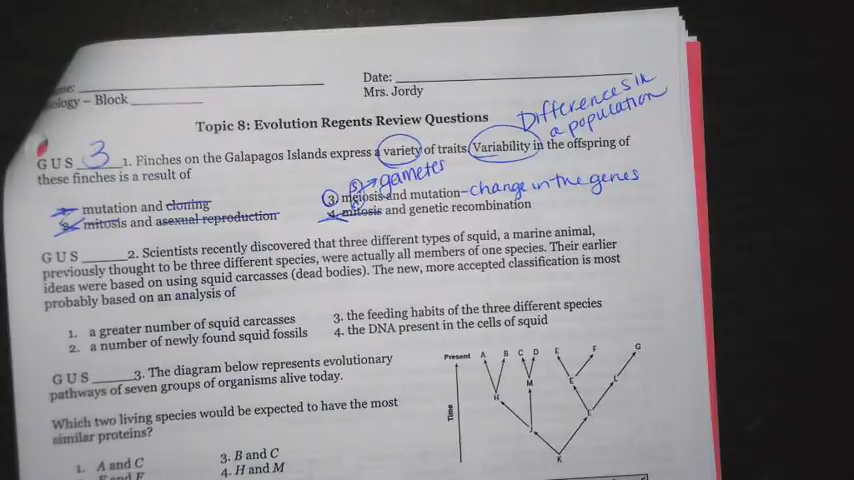 Date:
ology – Block
Mrs. Jordy
Differences in
a population
Topic 8: Evolution Regents Review Questions
G U S 3 1. Finches on the Galapagos Islands express a variety of traits. Variability in the offspring of
these finches is a result of
(S) → gametes
1. mutation and cloning
3. meiosis and mutation - change in the genes
2. mitosis and asexual reproduction
4. mitosis and genetic recombination
G U S 2. Scientists recently discovered that three different types of squid, a marine animal,
previously thought to be three different species, were actually all members of one species. Their earlier
ideas were based on using squid carcasses (dead bodies). The new, more accepted classification is most
probably based on an analysis of
1. a greater number of squid carcasses
3. the feeding habits of the three different species
2. a number of newly found squid fossils
4. the DNA present in the cells of squid
G U S 3. The diagram below represents evolutionary
pathways of seven groups of organisms alive today.
Present A B C D E F G
H M E L
Time
J
K
Which two living species would be expected to have the most
similar proteins?
1. A and C
3. B and C
4. H and M